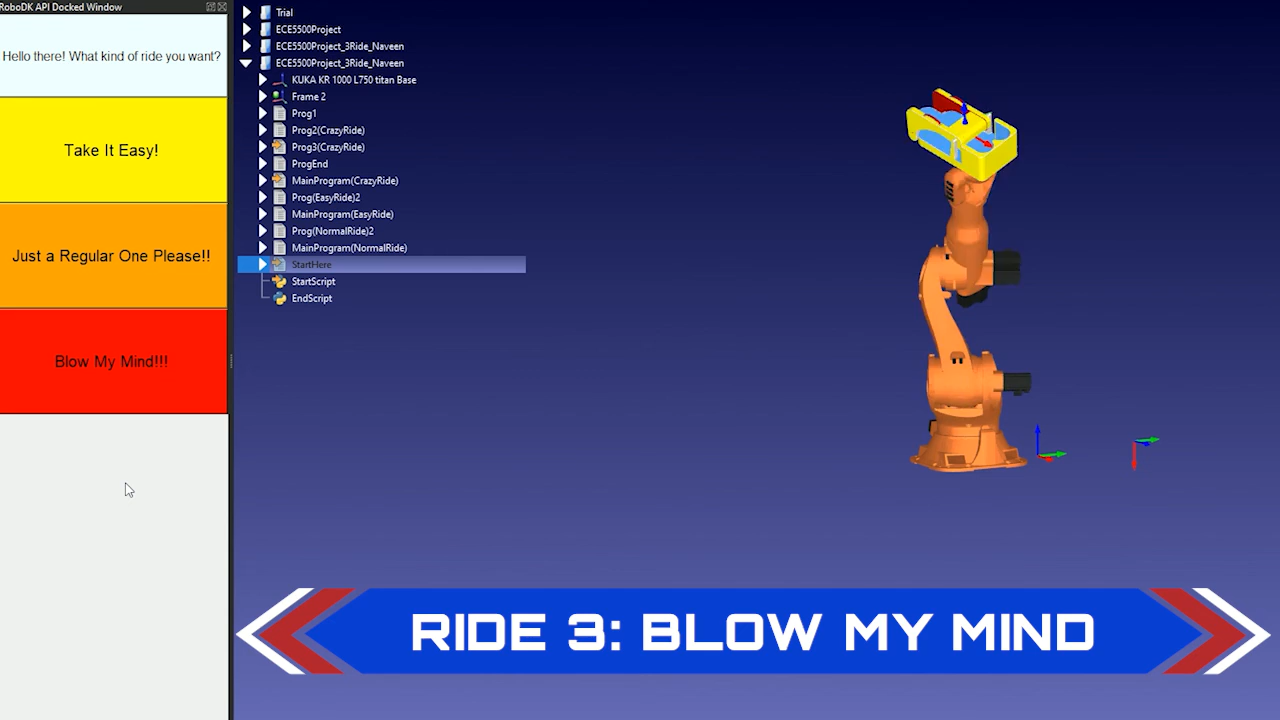 RoboDK API Docked Window
Hello there! What kind of ride you want?
Take It Easy!
Just a Regular One Please!!
Blow My Mind!!!
Trial
ECE5500Project
ECE5500Project_3Ride_Naveen
ECE5500Project_3Ride_Naveen
KUKA KR 1000 L750 titan Base
Frame 2
Prog1
Prog2(CrazyRide)
Prog3(CrazyRide)
ProgEnd
MainProgram(CrazyRide)
Prog(EasyRide)2
MainProgram(EasyRide)
Prog(NormalRide)2
MainProgram(NormalRide)
StartHere
StartScript
EndScript
RIDE 3: BLOW MY MIND